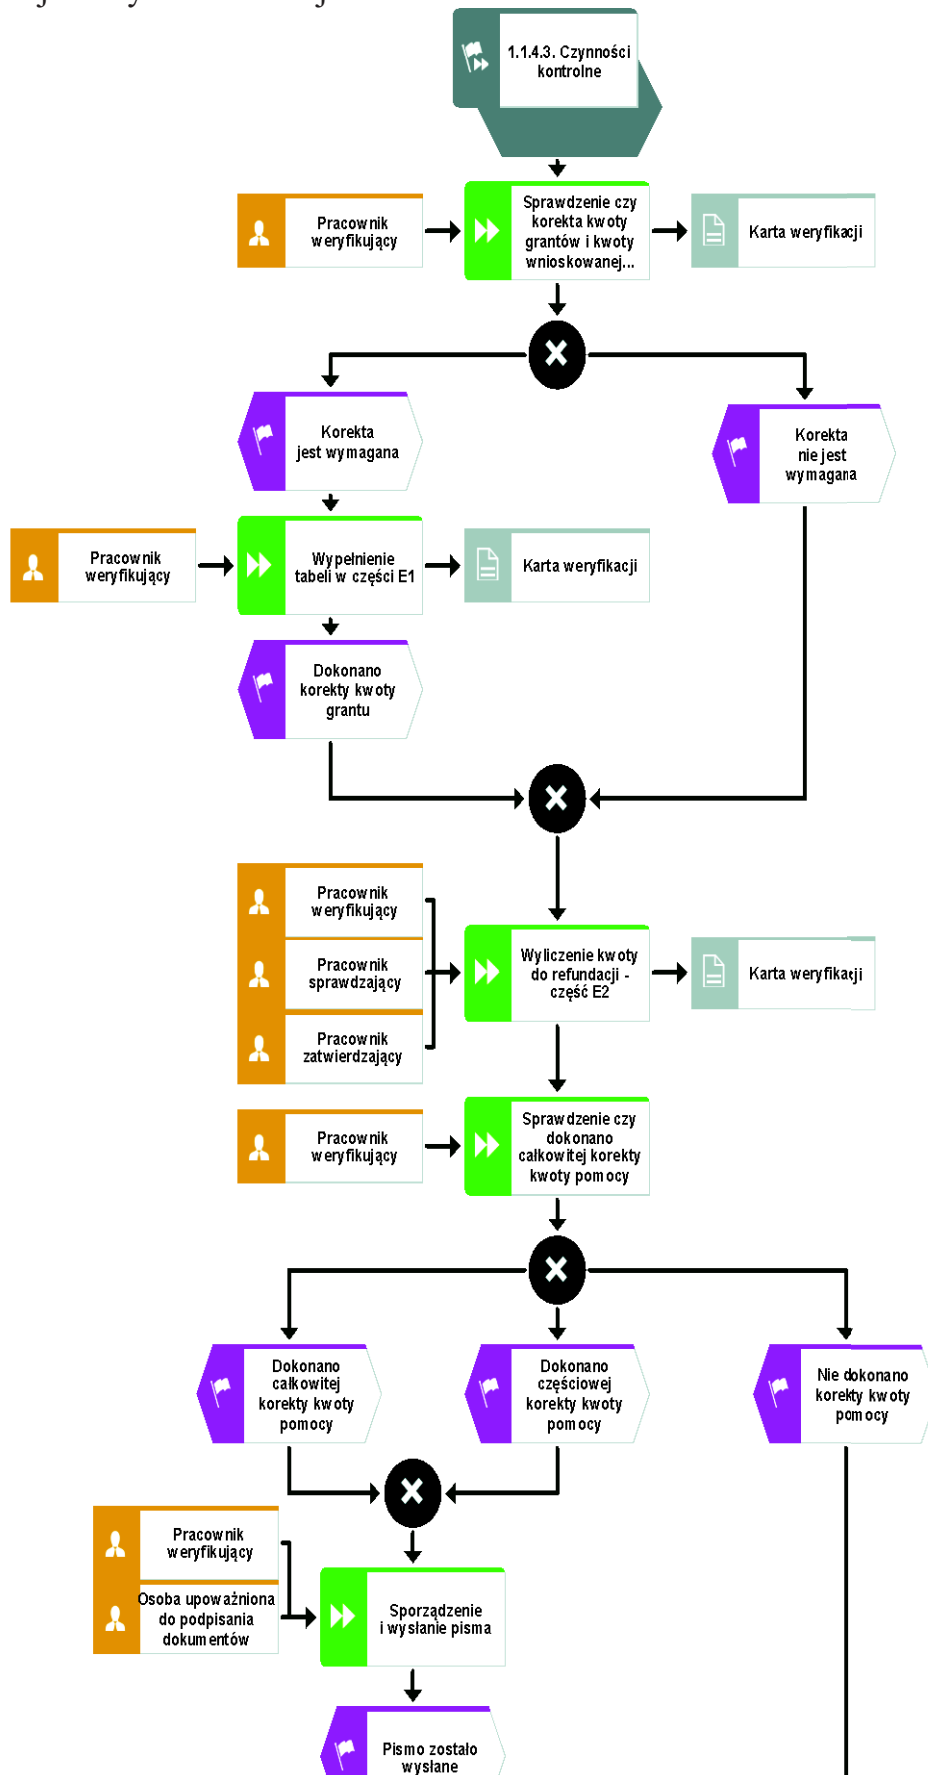 1.1.4.3. Czynności
kontrolne
Pracownik
weryfikujący
Sprawdzenie czy
korekta kwoty
grantów i kwoty
wnioskowanej...
Karta weryfikacji
Korekta
jest wymagana
Korekta
nie jest
wymagana
Pracownik
weryfikujący
Wypełnienie
tabeli w części E1
Karta weryfikacji
Dokonano
korekty kwoty
grantu
Pracownik
weryfikujący
Pracownik
sprawdzający
Pracownik
zatwierdzający
Wyliczenie kwoty
do refundacji -
część E2
Karta weryfikacji
Pracownik
weryfikujący
Sprawdzenie czy
dokonano
całkowitej korekty
kwoty pomocy
Dokonano
całkowitej
korekty kwoty
pomocy
Dokonano
częściowej
korekty kwoty
pomocy
Nie dokonano
korekty kwoty
pomocy
Pracownik
weryfikujący
Osoba upoważniona
do podpisania
dokumentów
Sporządzenie
i wysłanie pisma
Pismo zostało
wysłane